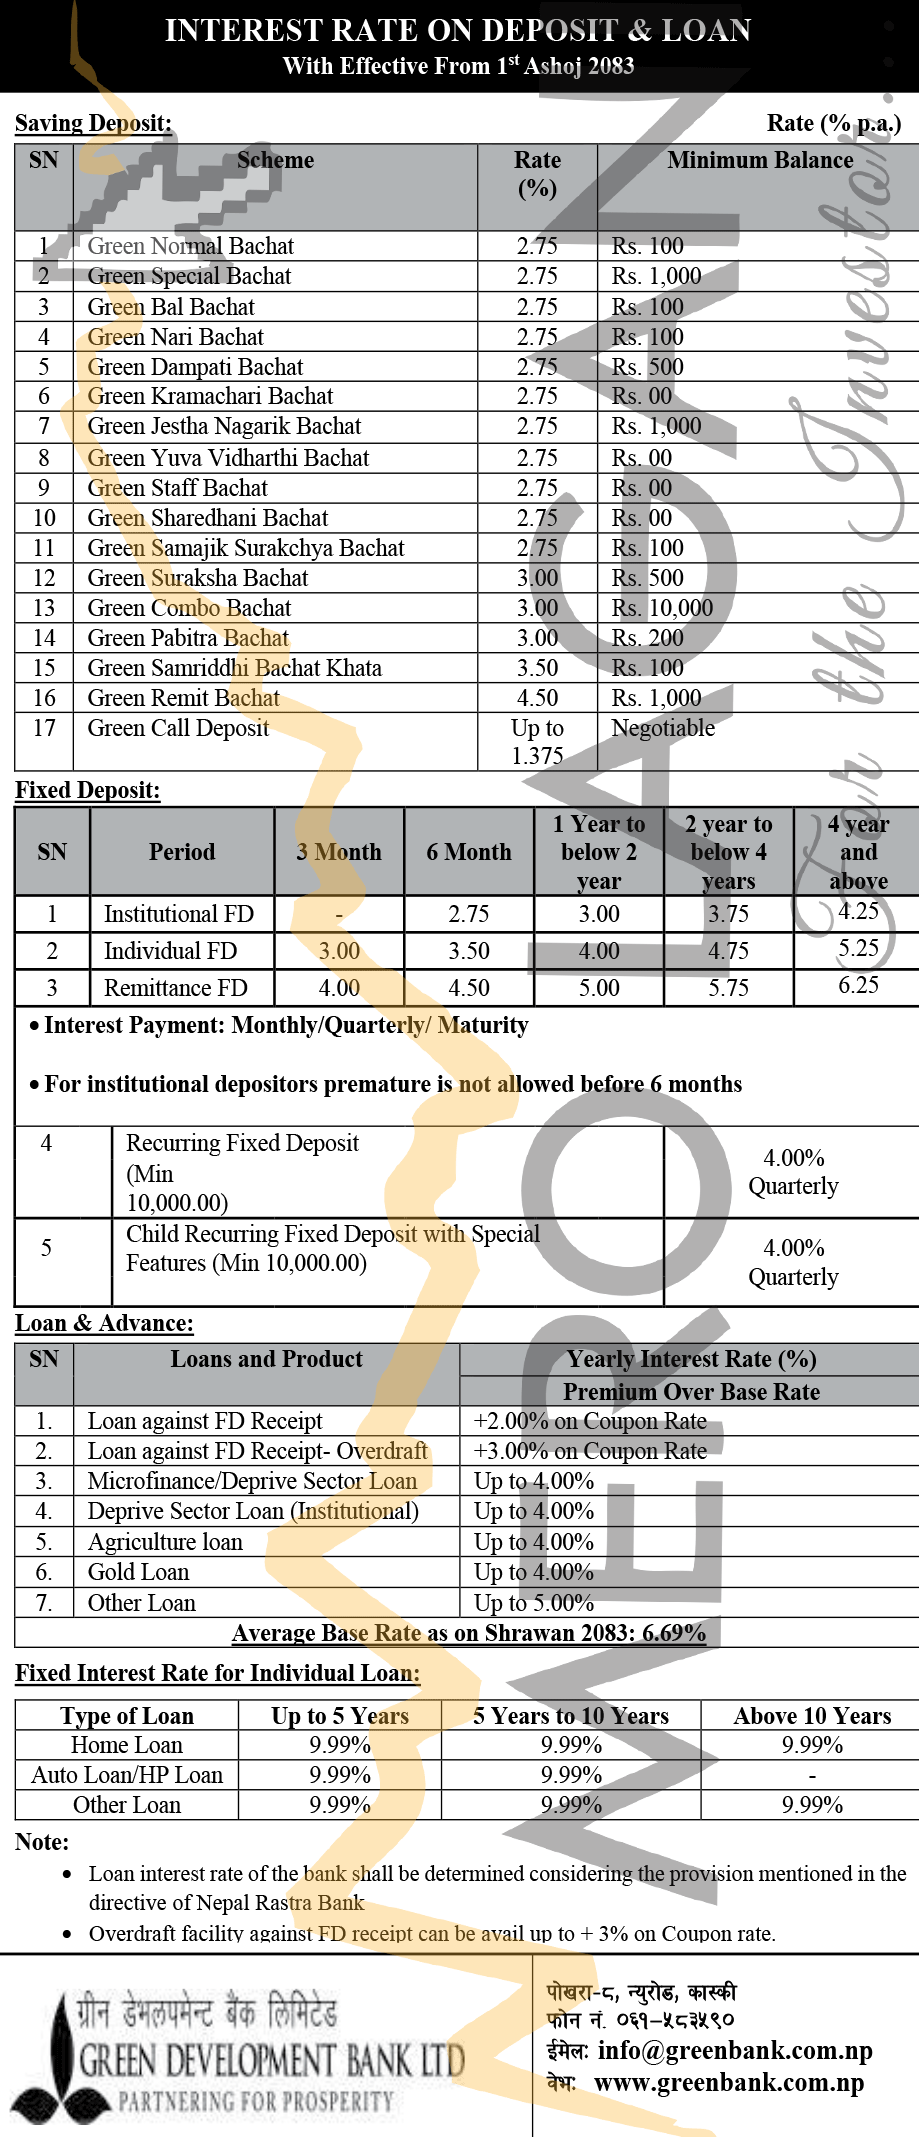 INTEREST RATE ON DEPOSIT & LOAN
With Effective From 1st Ashoj 2083
Saving Deposit: Rate (% p.a.)
SN Scheme Rate (%) Minimum Balance
1 Green Normal Bachat 2.75 Rs. 100
2 Green Special Bachat 2.75 Rs. 1,000
3 Green Bal Bachat 2.75 Rs. 100
4 Green Nari Bachat 2.75 Rs. 100
5 Green Dampati Bachat 2.75 Rs. 500
6 Green Kramachari Bachat 2.75 Rs. 00
7 Green Jestha Nagarik Bachat 2.75 Rs. 1,000
8 Green Yuva Vidharthi Bachat 2.75 Rs. 00
9 Green Staff Bachat 2.75 Rs. 00
10 Green Sharedhani Bachat 2.75 Rs. 00
11 Green Samajik Surakchya Bachat 2.75 Rs. 100
12 Green Suraksha Bachat 3.00 Rs. 500
13 Green Combo Bachat 3.00 Rs. 10,000
14 Green Pabitra Bachat 3.00 Rs. 200
15 Green Samriddhi Bachat Khata 3.50 Rs. 100
16 Green Remit Bachat 4.50 Rs. 1,000
17 Green Call Deposit Up to 1.375 Negotiable
Fixed Deposit:
SN Period 3 Month 6 Month 1 Year to below 2 year 2 year to below 4 years 4 year and above
1 Institutional FD - 2.75 3.00 3.75 4.25
2 Individual FD 3.00 3.50 4.00 4.75 5.25
3 Remittance FD 4.00 4.50 5.00 5.75 6.25
• Interest Payment: Monthly/Quarterly/ Maturity
• For institutional depositors premature is not allowed before 6 months
4 Recurring Fixed Deposit (Min 10,000.00) 4.00% Quarterly
5 Child Recurring Fixed Deposit with Special Features (Min 10,000.00) 4.00% Quarterly
Loan & Advance:
SN Loans and Product Yearly Interest Rate (%)
Premium Over Base Rate
1. Loan against FD Receipt +2.00% on Coupon Rate
2. Loan against FD Receipt- Overdraft +3.00% on Coupon Rate
3. Microfinance/Deprive Sector Loan Up to 4.00%
4. Deprive Sector Loan (Institutional) Up to 4.00%
5. Agriculture loan Up to 4.00%
6. Gold Loan Up to 4.00%
7. Other Loan Up to 5.00%
Average Base Rate as on Shrawan 2083: 6.69%
Fixed Interest Rate for Individual Loan:
Type of Loan Up to 5 Years 5 Years to 10 Years Above 10 Years
Home Loan 9.99% 9.99% 9.99%
Auto Loan/HP Loan 9.99% 9.99% -
Other Loan 9.99% 9.99% 9.99%
Note:
• Loan interest rate of the bank shall be determined considering the provision mentioned in the
directive of Nepal Rastra Bank
• Overdraft facility against FD receipt can be avail up to + 3% on Coupon rate.
ग्रीन डेभलपमेन्ट बैंक लिमिटेड
GREEN DEVELOPMENT BANK LTD
PARTNERING FOR PROSPERITY
पोखरा-८, न्युरोड, कास्की
फोन नं. ०६१-५८३५९०
ईमेल: info@greenbank.com.np
वेभ: www.greenbank.com.np
MERO LAGANI
For the Investor...